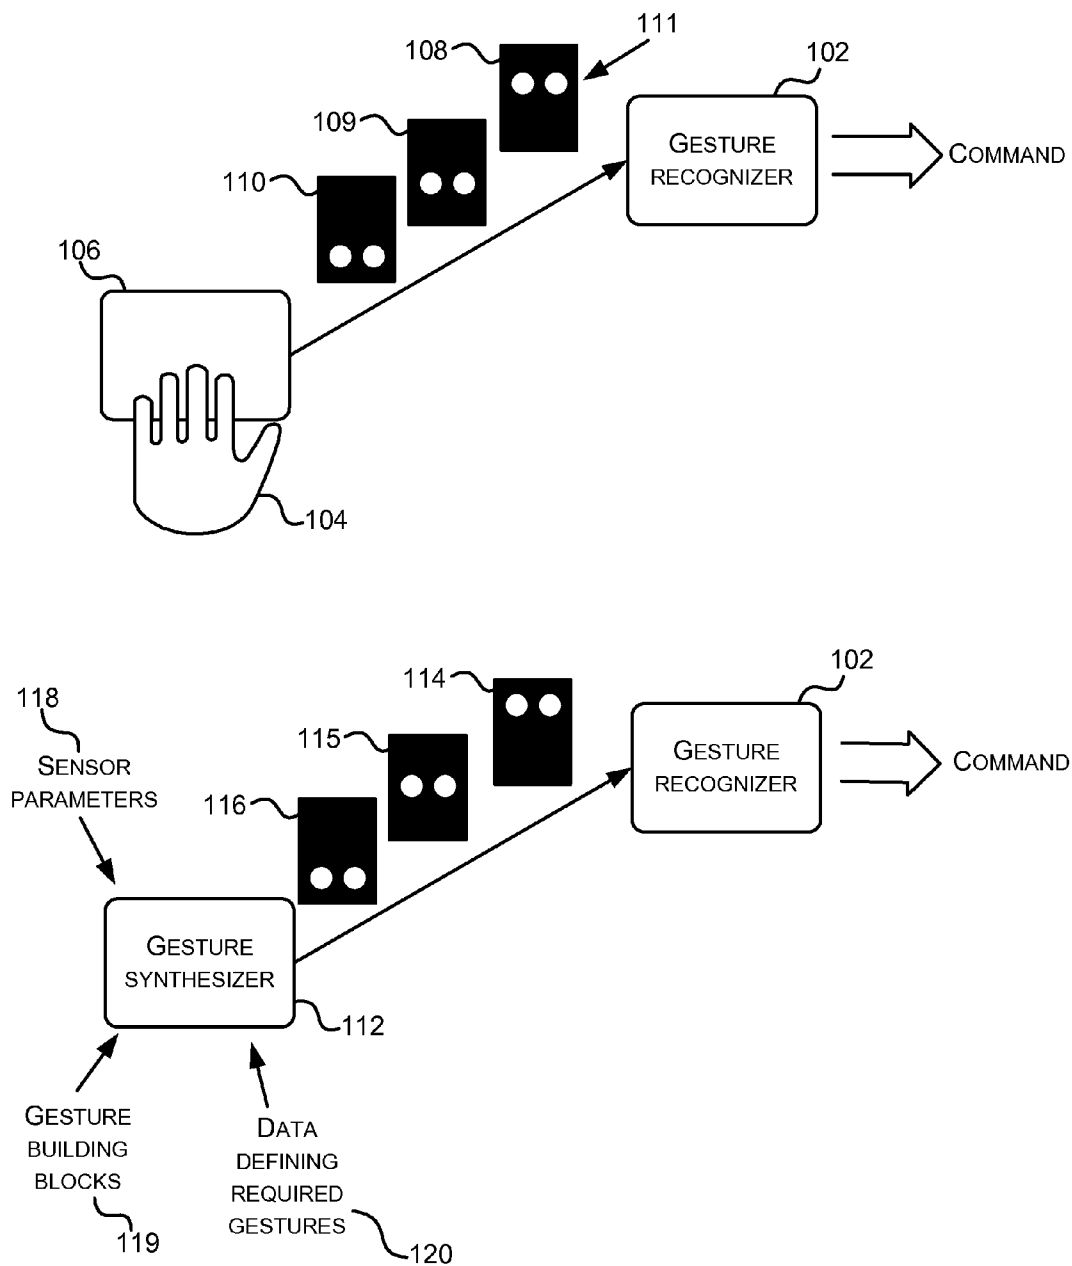 111
108
102
109
GESTURE
RECOGNIZER
COMMAND
110
106
104
102
114
118
115
SENSOR
PARAMETERS
GESTURE
RECOGNIZER
COMMAND
116
GESTURE
SYNTHESIZER
112
GESTURE
BUILDING
BLOCKS
119
DATA
DEFINING
REQUIRED
GESTURES
120